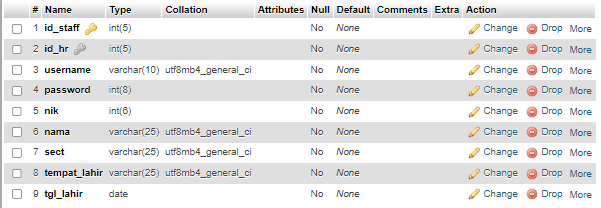 # Name Type Collation Attributes Null Default Comments Extra Action
1 id_staff int(5) No None Change Drop More
2 id_hr int(5) No None Change Drop More
3 username varchar(10) utf8mb4_general_ci No None Change Drop More
4 password int(8) No None Change Drop More
5 nik int(6) No None Change Drop More
6 nama varchar(25) utf8mb4_general_ci No None Change Drop More
7 sect varchar(25) utf8mb4_general_ci No None Change Drop More
8 tempat_lahir varchar(25) utf8mb4_general_ci No None Change Drop More
9 tgl_lahir date No None Change Drop More